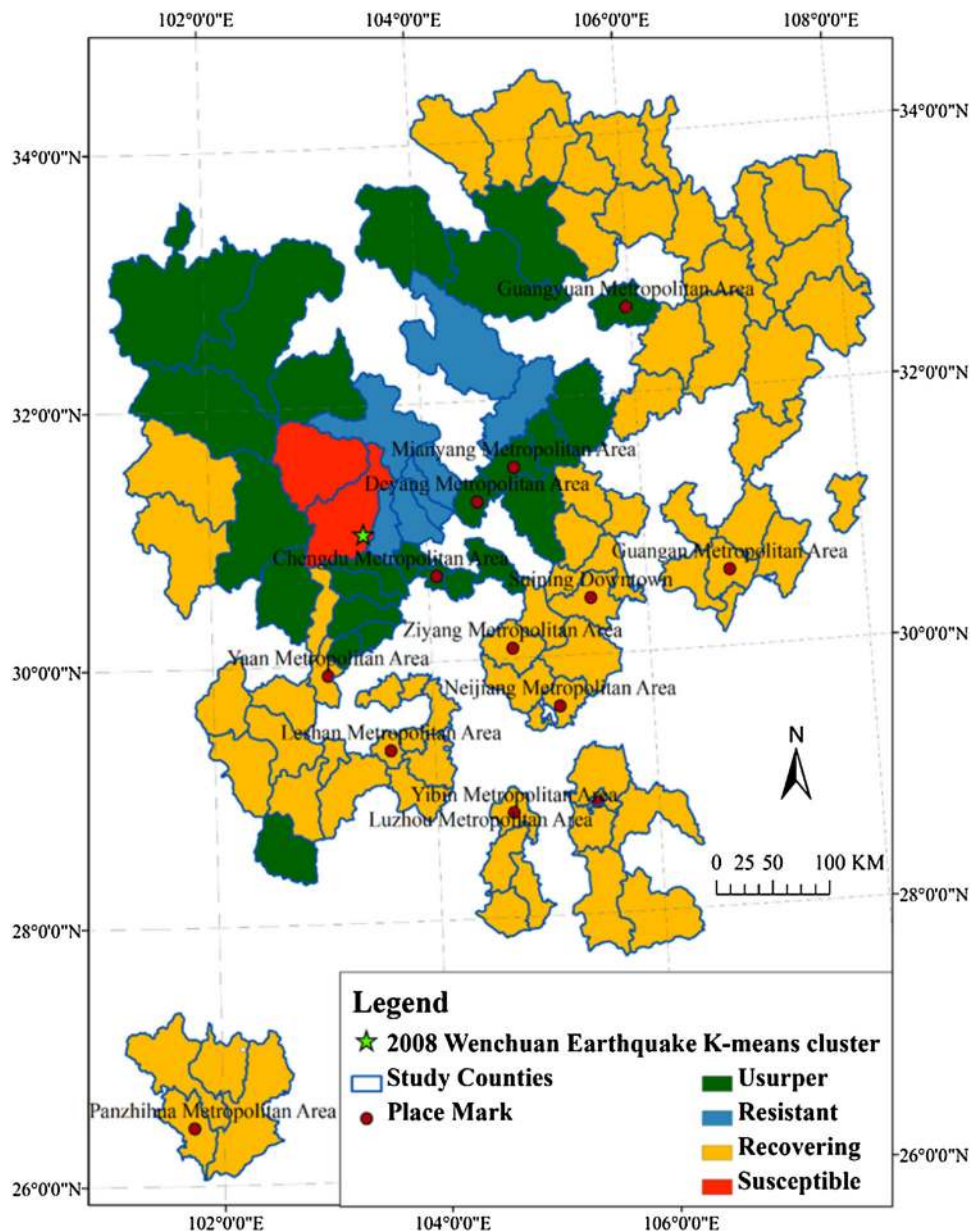 102°0'0"E 104°0'0"E 106°0'0"E 108°0'0"E
34°0'0"N
34°0'0"N
Guangyuan Metropolitan Area
32°0'0"N
32°0'0"N
Mianyang Metropolitan Area
Deyang Metropolitan Area
Guangan Metropolitan Area
Chengdu Metropolitan Area
Suining Downtown
Ziyang Metropolitan Area
30°0'0"N
30°0'0"N
Yaan Metropolitan Area
Neijiang Metropolitan Area
Leshan Metropolitan Area
N
Yibin Metropolitan Area
Luzhou Metropolitan Area
0 25 50 100 KM
28°0'0"N
28°0'0"N
Legend
2008 Wenchuan Earthquake K-means cluster
Study Counties
Usurper
Place Mark
Resistant
Recovering
Susceptible
Panzhihua Metropolitan Area
26°0'0"N
26°0'0"N
102°0'0"E 104°0'0"E 106°0'0"E